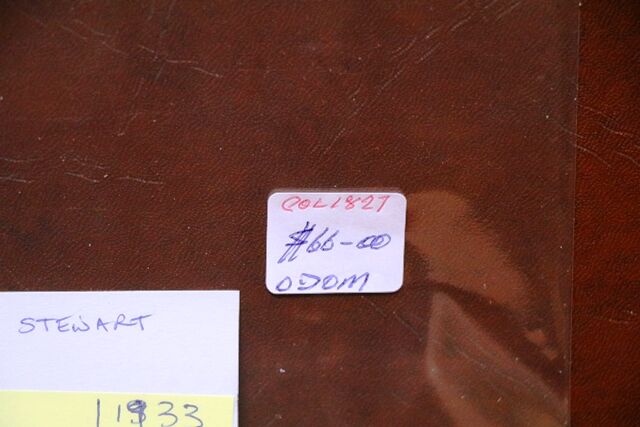 COL1827
$66-00
ODOM
STEWART
11933